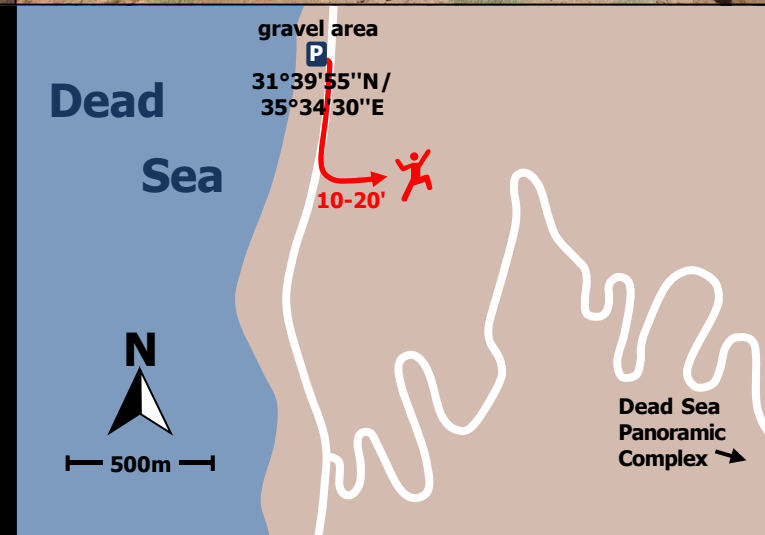 gravel area
P
31°39'55''N/
35°34'30''E
Dead
Sea
10-20'
N
500m
Dead Sea
Panoramic
Complex